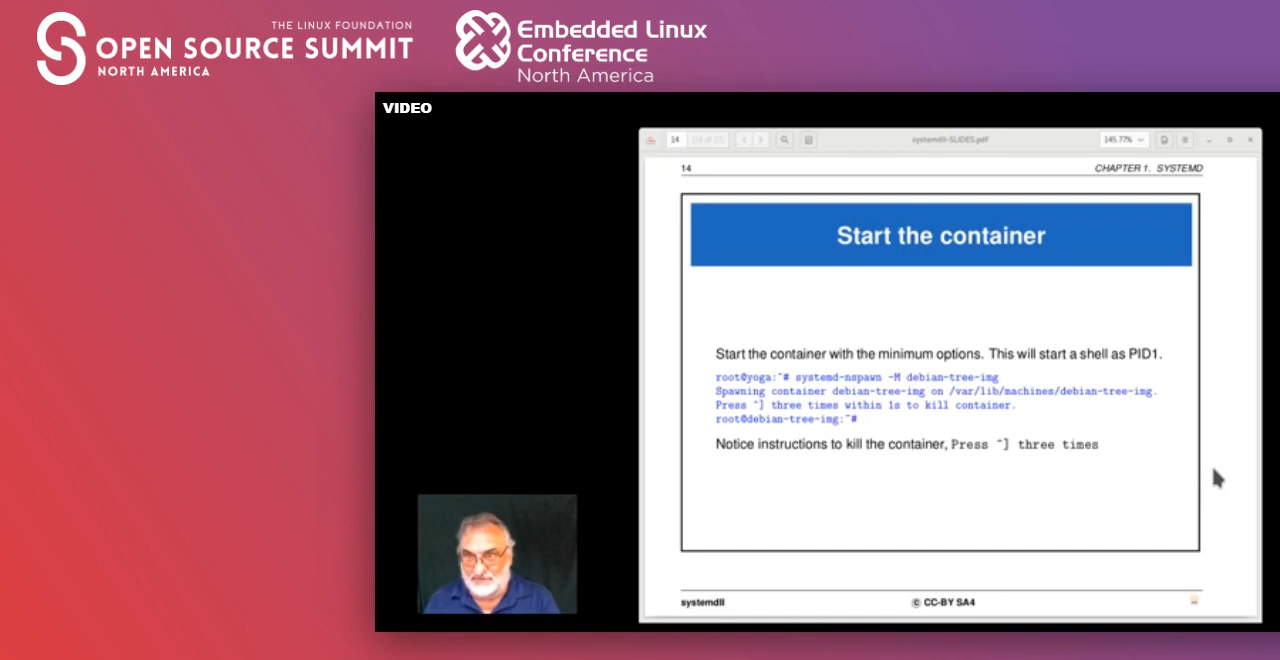 THE LINUX FOUNDATION
OPEN SOURCE SUMMIT
NORTH AMERICA
Embedded Linux
Conference
North America
VIDEO
14
systemdII-SLIDES.pdf
145.77%
14
CHAPTER 1. SYSTEMD
Start the container
Start the container with the minimum options. This will start a shell as PID1.
root@yoga:~# systemd-nspawn -M debian-tree-img
Spawning container debian-tree-img on /var/lib/machines/debian-tree-img.
Press ^] three times within 1s to kill container.
root@debian-tree-img:~#
Notice instructions to kill the container, Press ^] three times
systemdII
© CC-BY SA4